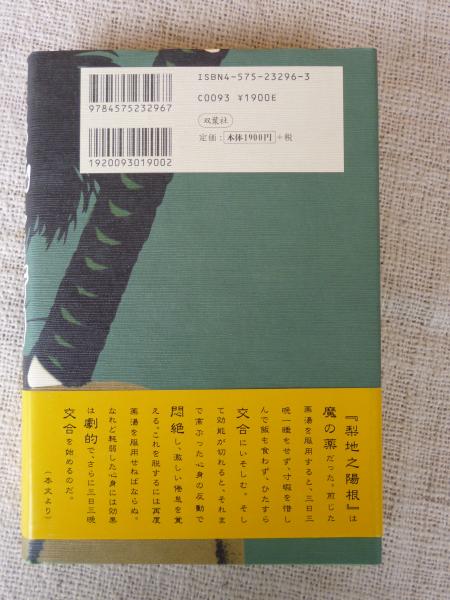 ISBN4-575-23296-3
C0093 ¥1900E
9784575232967
双葉社
定価：本体1900円＋税
1920093019002
『梨地之陽根』は
魔の薬だった。煎じた
薬湯を服用すると、三日三
晩一睡もせず、寸暇を惜し
んで飯も食わず、ひたすら
交合にいそしむ。そし
て効能が切れると、それま
で高ぶった心身の反動で
悶絶し、激しい倦怠を覚
える。これを脱するには再度
薬湯を服用せねばならぬ。
なれど耗弱した心身には効果
は劇的で、さらに三日三晩
交合を始めるのだ。
（本文より）